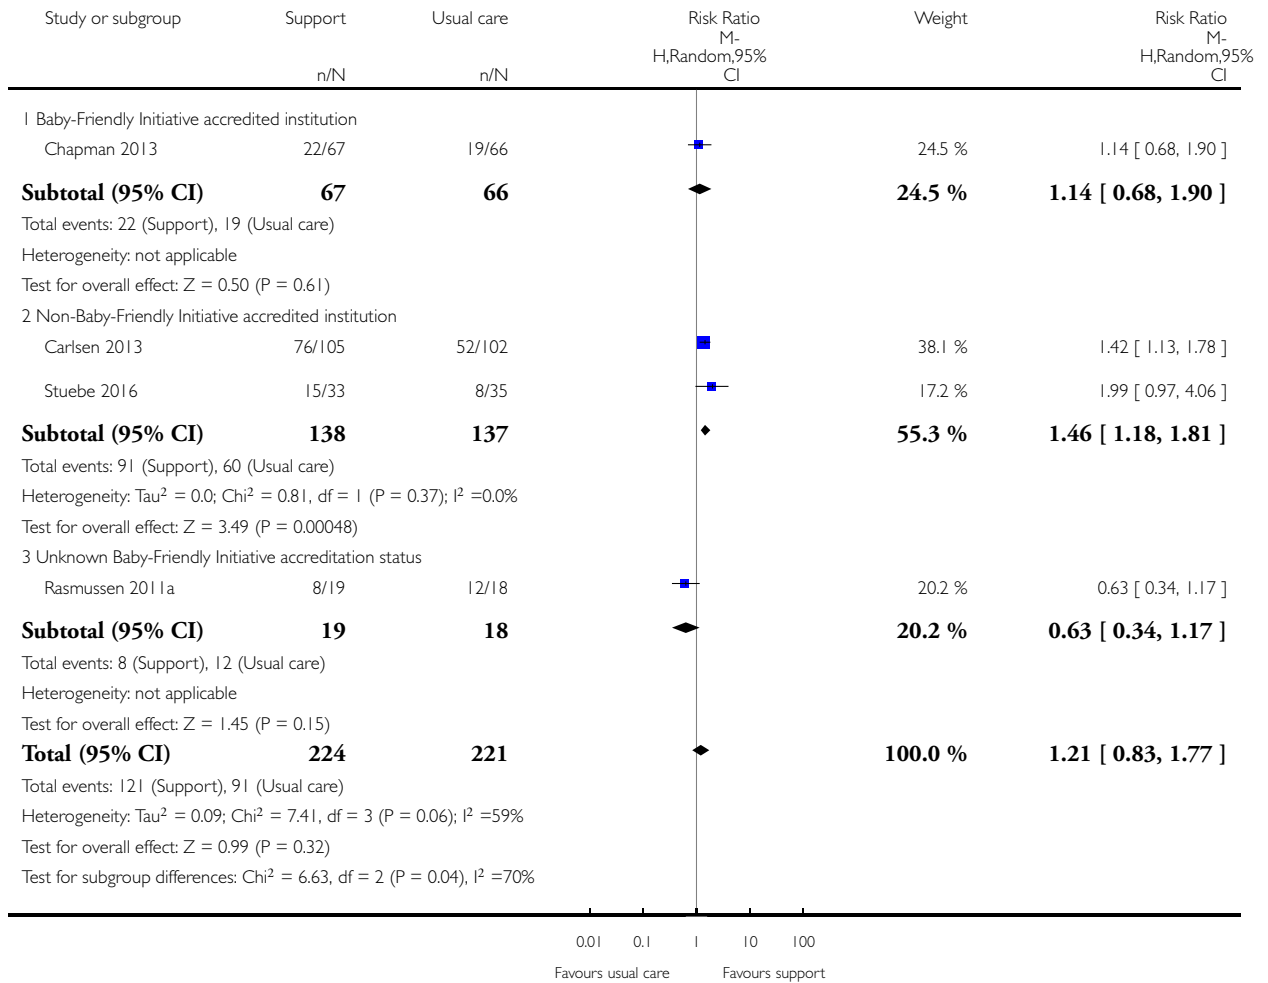 Study or subgroup Support Usual care Risk Ratio Weight Risk Ratio
M- M-
H,Random,95% H,Random,95%
n/N n/N CI CI
1 Baby-Friendly Initiative accredited institution
Chapman 2013 22/67 19/66 24.5 % 1.14 [ 0.68, 1.90 ]
Subtotal (95% CI) 67 66 24.5 % 1.14 [ 0.68, 1.90 ]
Total events: 22 (Support), 19 (Usual care)
Heterogeneity: not applicable
Test for overall effect: Z = 0.50 (P = 0.61)
2 Non-Baby-Friendly Initiative accredited institution
Carlsen 2013 76/105 52/102 38.1 % 1.42 [ 1.13, 1.78 ]
Stuebe 2016 15/33 8/35 17.2 % 1.99 [ 0.97, 4.06 ]
Subtotal (95% CI) 138 137 55.3 % 1.46 [ 1.18, 1.81 ]
Total events: 91 (Support), 60 (Usual care)
Heterogeneity: Tau² = 0.0; Chi² = 0.81, df = 1 (P = 0.37); I² =0.0%
Test for overall effect: Z = 3.49 (P = 0.00048)
3 Unknown Baby-Friendly Initiative accreditation status
Rasmussen 2011a 8/19 12/18 20.2 % 0.63 [ 0.34, 1.17 ]
Subtotal (95% CI) 19 18 20.2 % 0.63 [ 0.34, 1.17 ]
Total events: 8 (Support), 12 (Usual care)
Heterogeneity: not applicable
Test for overall effect: Z = 1.45 (P = 0.15)
Total (95% CI) 224 221 100.0 % 1.21 [ 0.83, 1.77 ]
Total events: 121 (Support), 91 (Usual care)
Heterogeneity: Tau² = 0.09; Chi² = 7.41, df = 3 (P = 0.06); I² =59%
Test for overall effect: Z = 0.99 (P = 0.32)
Test for subgroup differences: Chi² = 6.63, df = 2 (P = 0.04), I² =70%
0.01 0.1 1 10 100
Favours usual care Favours support